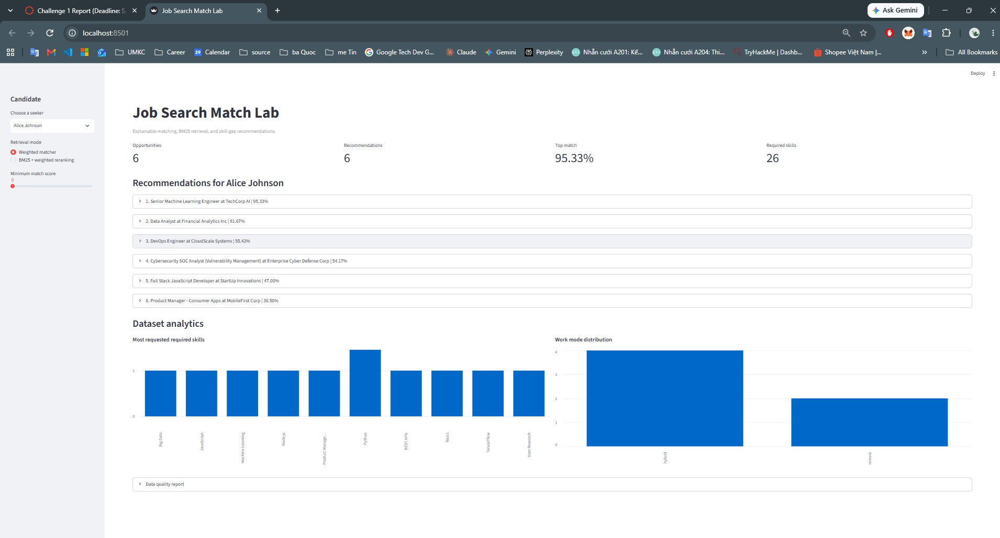 Challenge 1 Report (Deadline: S
Job Search Match Lab
Ask Gemini
localhost:8501
UMKC
Career
29 Calendar
source
ba Quoc
me Tin
Google Tech Dev G...
Claude
Gemini
Perplexity
Nhẫn cưới A201: Kế...
Nhẫn cưới A204: Thi...
TryHackMe | Dashb...
Shopee Việt Nam |...
All Bookmarks
Deploy
Candidate
Choose a seeker
Alice Johnson
Retrieval mode
Weighted matcher
BM25 + weighted reranking
Minimum match score
0
Job Search Match Lab
Explainable matching, BM25 retrieval, and skill-gap recommendations
Opportunities
6
Recommendations
6
Top match
95.33%
Required skills
26
Recommendations for Alice Johnson
1. Senior Machine Learning Engineer at TechCorp AI | 95.33%
2. Data Analyst at Financial Analytics Inc | 81.67%
3. DevOps Engineer at CloudScale Systems | 55.42%
4. Cybersecurity SOC Analyst (Vulnerability Management) at Enterprise Cyber Defense Corp | 54.17%
5. Full Stack JavaScript Developer at StartUp Innovations | 47.00%
6. Product Manager - Consumer Apps at MobileFirst Corp | 36.50%
Dataset analytics
Most requested required skills
1
0
Big Data
JavaScript
Machine Learning
Node.js
Product Manage...
Python
REST APIs
React
TensorFlow
User Research
Work mode distribution
4
3
2
1
0
hybrid
remote
Data quality report